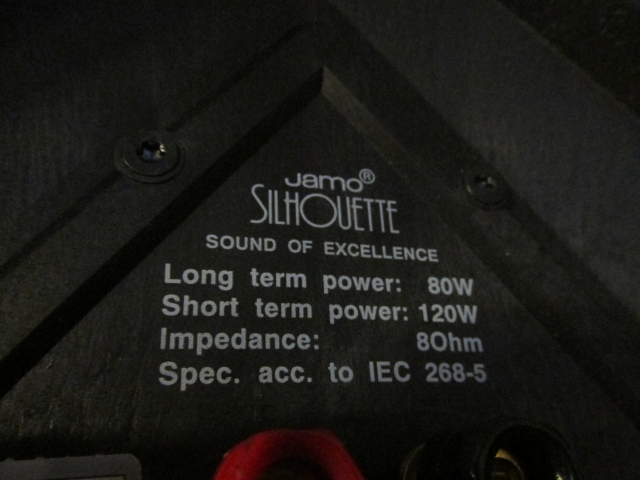 Jamo®
SILHOUETTE
SOUND OF EXCELLENCE
Long term power: 80W
Short term power: 120W
Impedance: 8Ohm
Spec. acc. to IEC 268-5